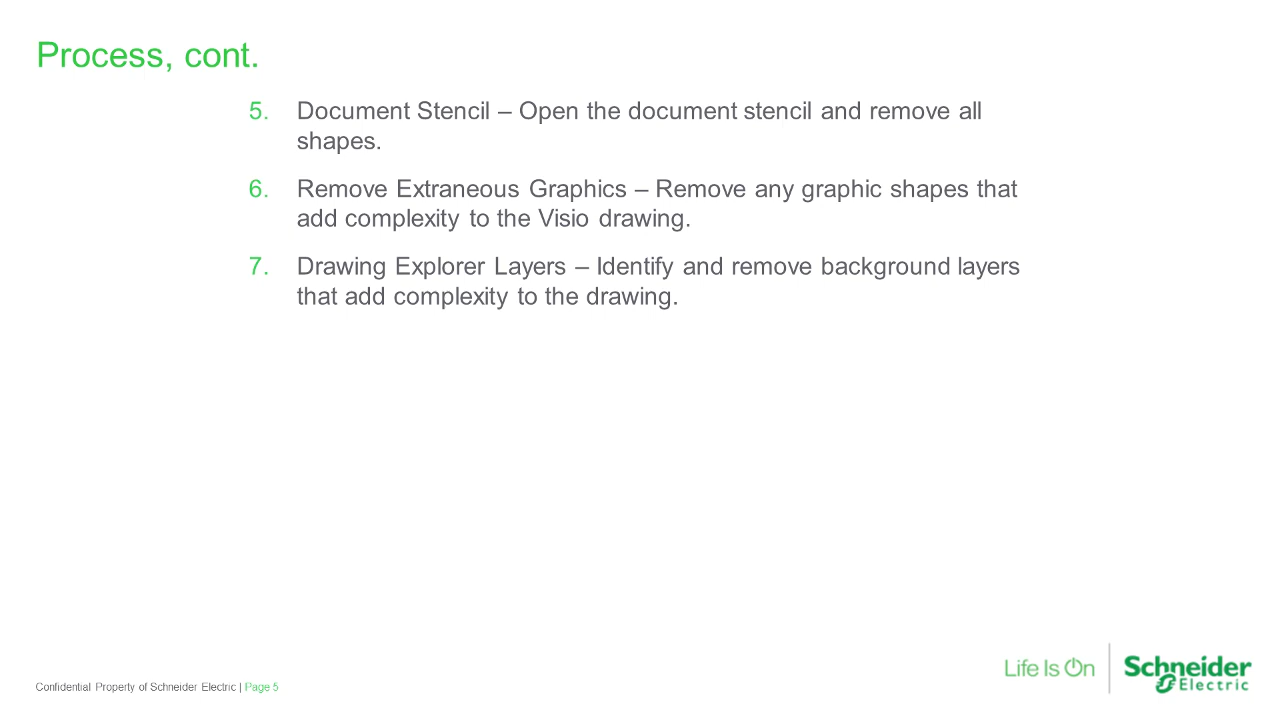 Process, cont.
5. Document Stencil – Open the document stencil and remove all
shapes.
6. Remove Extraneous Graphics – Remove any graphic shapes that
add complexity to the Visio drawing.
7. Drawing Explorer Layers – Identify and remove background layers
that add complexity to the drawing.
Life Is On
Schneider
Electric
Confidential Property of Schneider Electric | Page 5